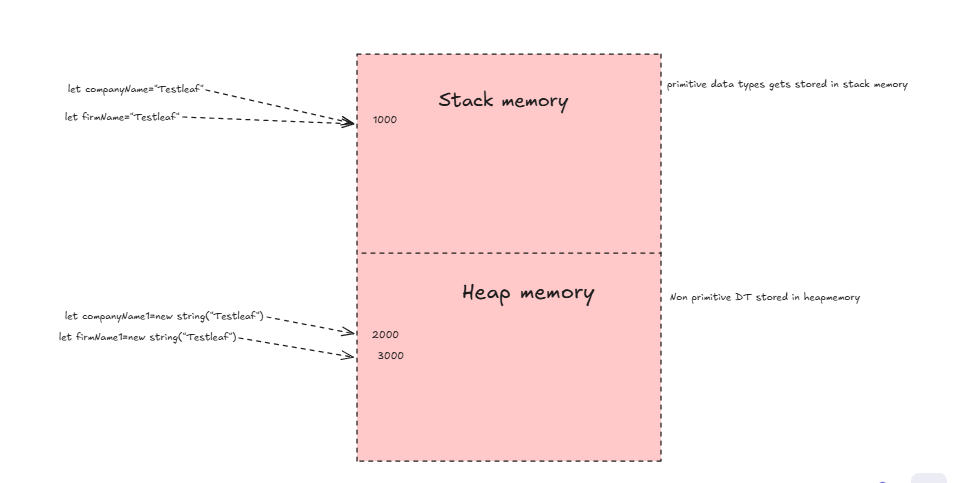 let companyName="Testleaf"
let firmName="Testleaf"
Stack memory
1000
primitive data types gets stored in stack memory
Heap memory
Non primitive DT stored in heapmemory
let companyName1=new string("Testleaf")
let firmName1=new string("Testleaf")
2000
3000